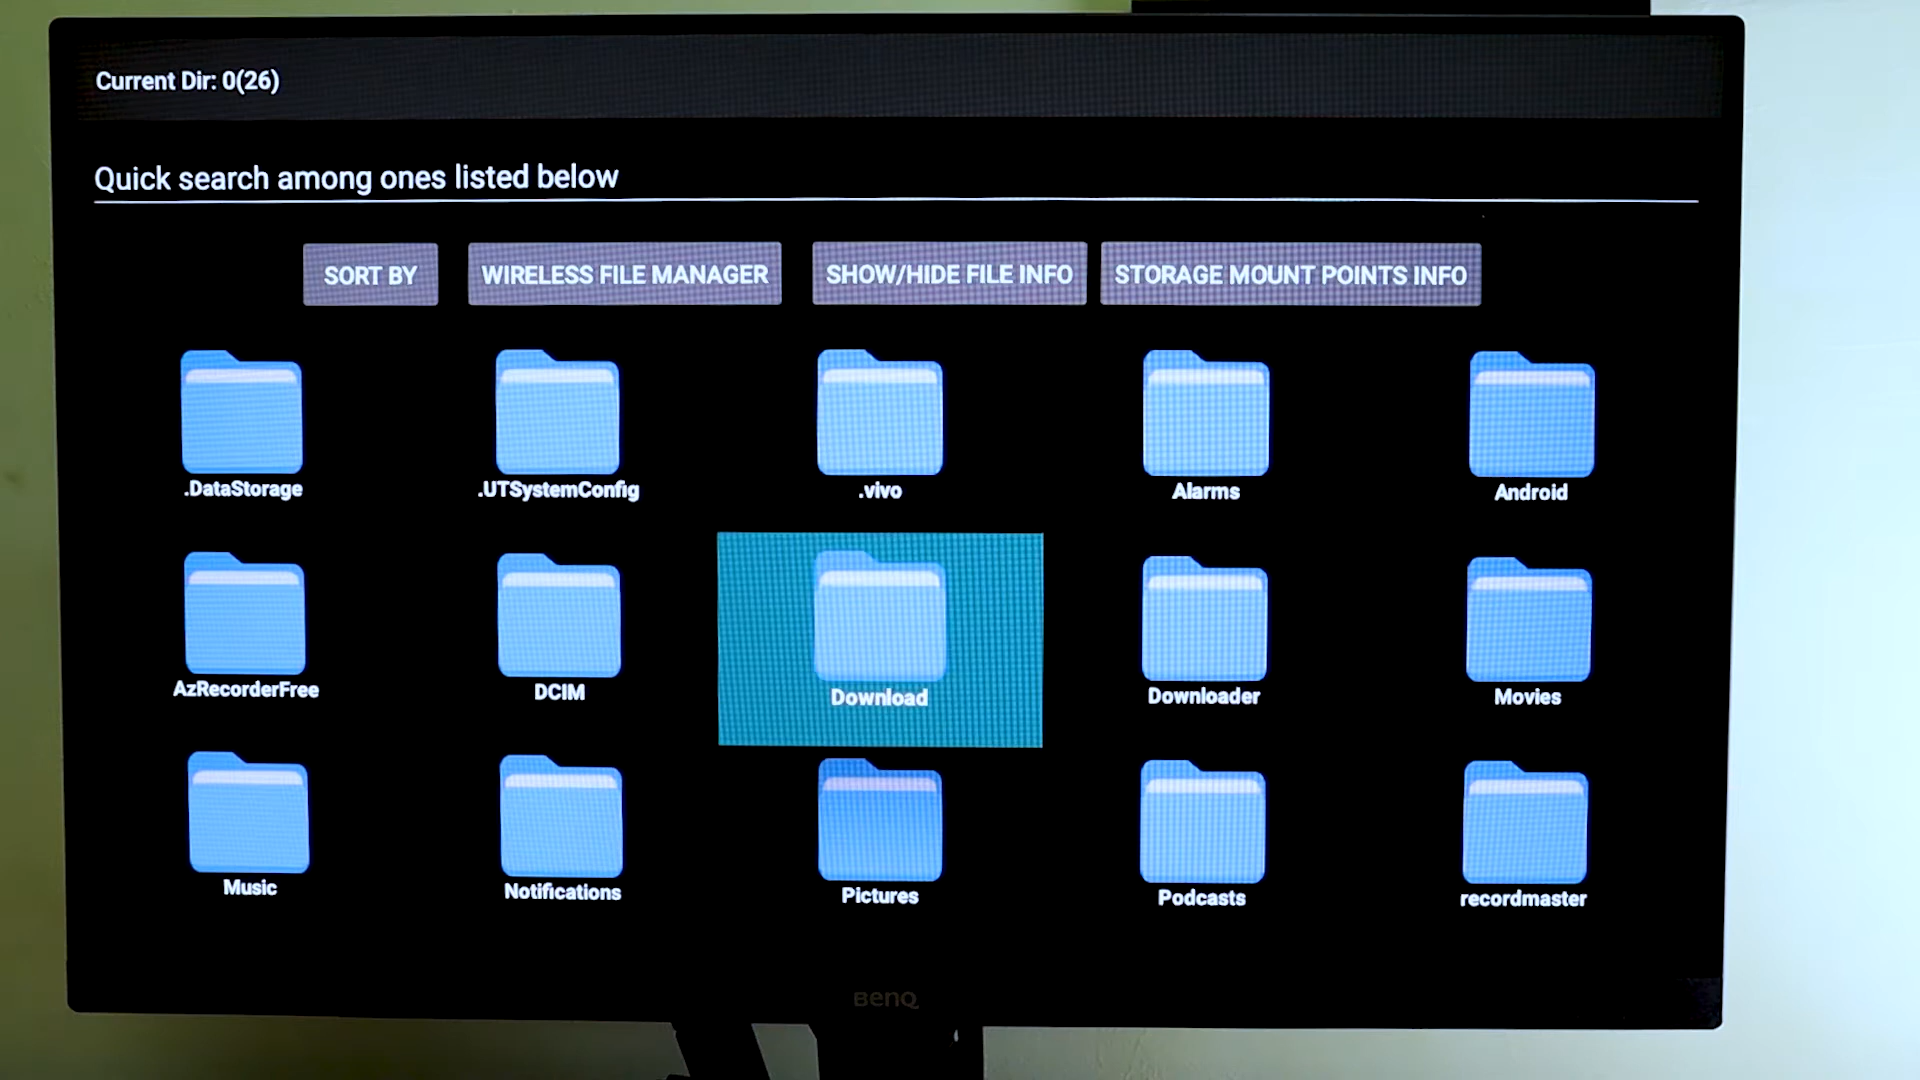 Current Dir: 0(26)
Quick search among ones listed below
SORT BY
WIRELESS FILE MANAGER
SHOW/HIDE FILE INFO
STORAGE MOUNT POINTS INFO
.DataStorage
.UTSystemConfig
.vivo
Alarms
Android
AzRecorderFree
DCIM
Download
Downloader
Movies
Music
Notifications
Pictures
Podcasts
recordmaster
BenQ